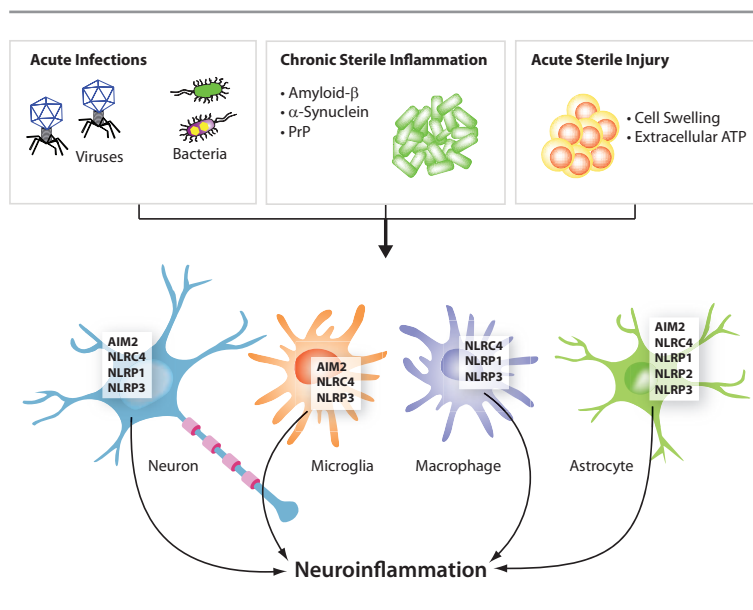 Acute Infections
Viruses
Bacteria
Chronic Sterile Inflammation
• Amyloid-β
• α-Synuclein
• PrP
Acute Sterile Injury
• Cell Swelling
• Extracellular ATP
AIM2
NLRC4
NLRP1
NLRP3
Neuron
AIM2
NLRC4
NLRP3
Microglia
NLRC4
NLRP1
NLRP3
Macrophage
AIM2
NLRC4
NLRP1
NLRP2
NLRP3
Astrocyte
Neuroinflammation